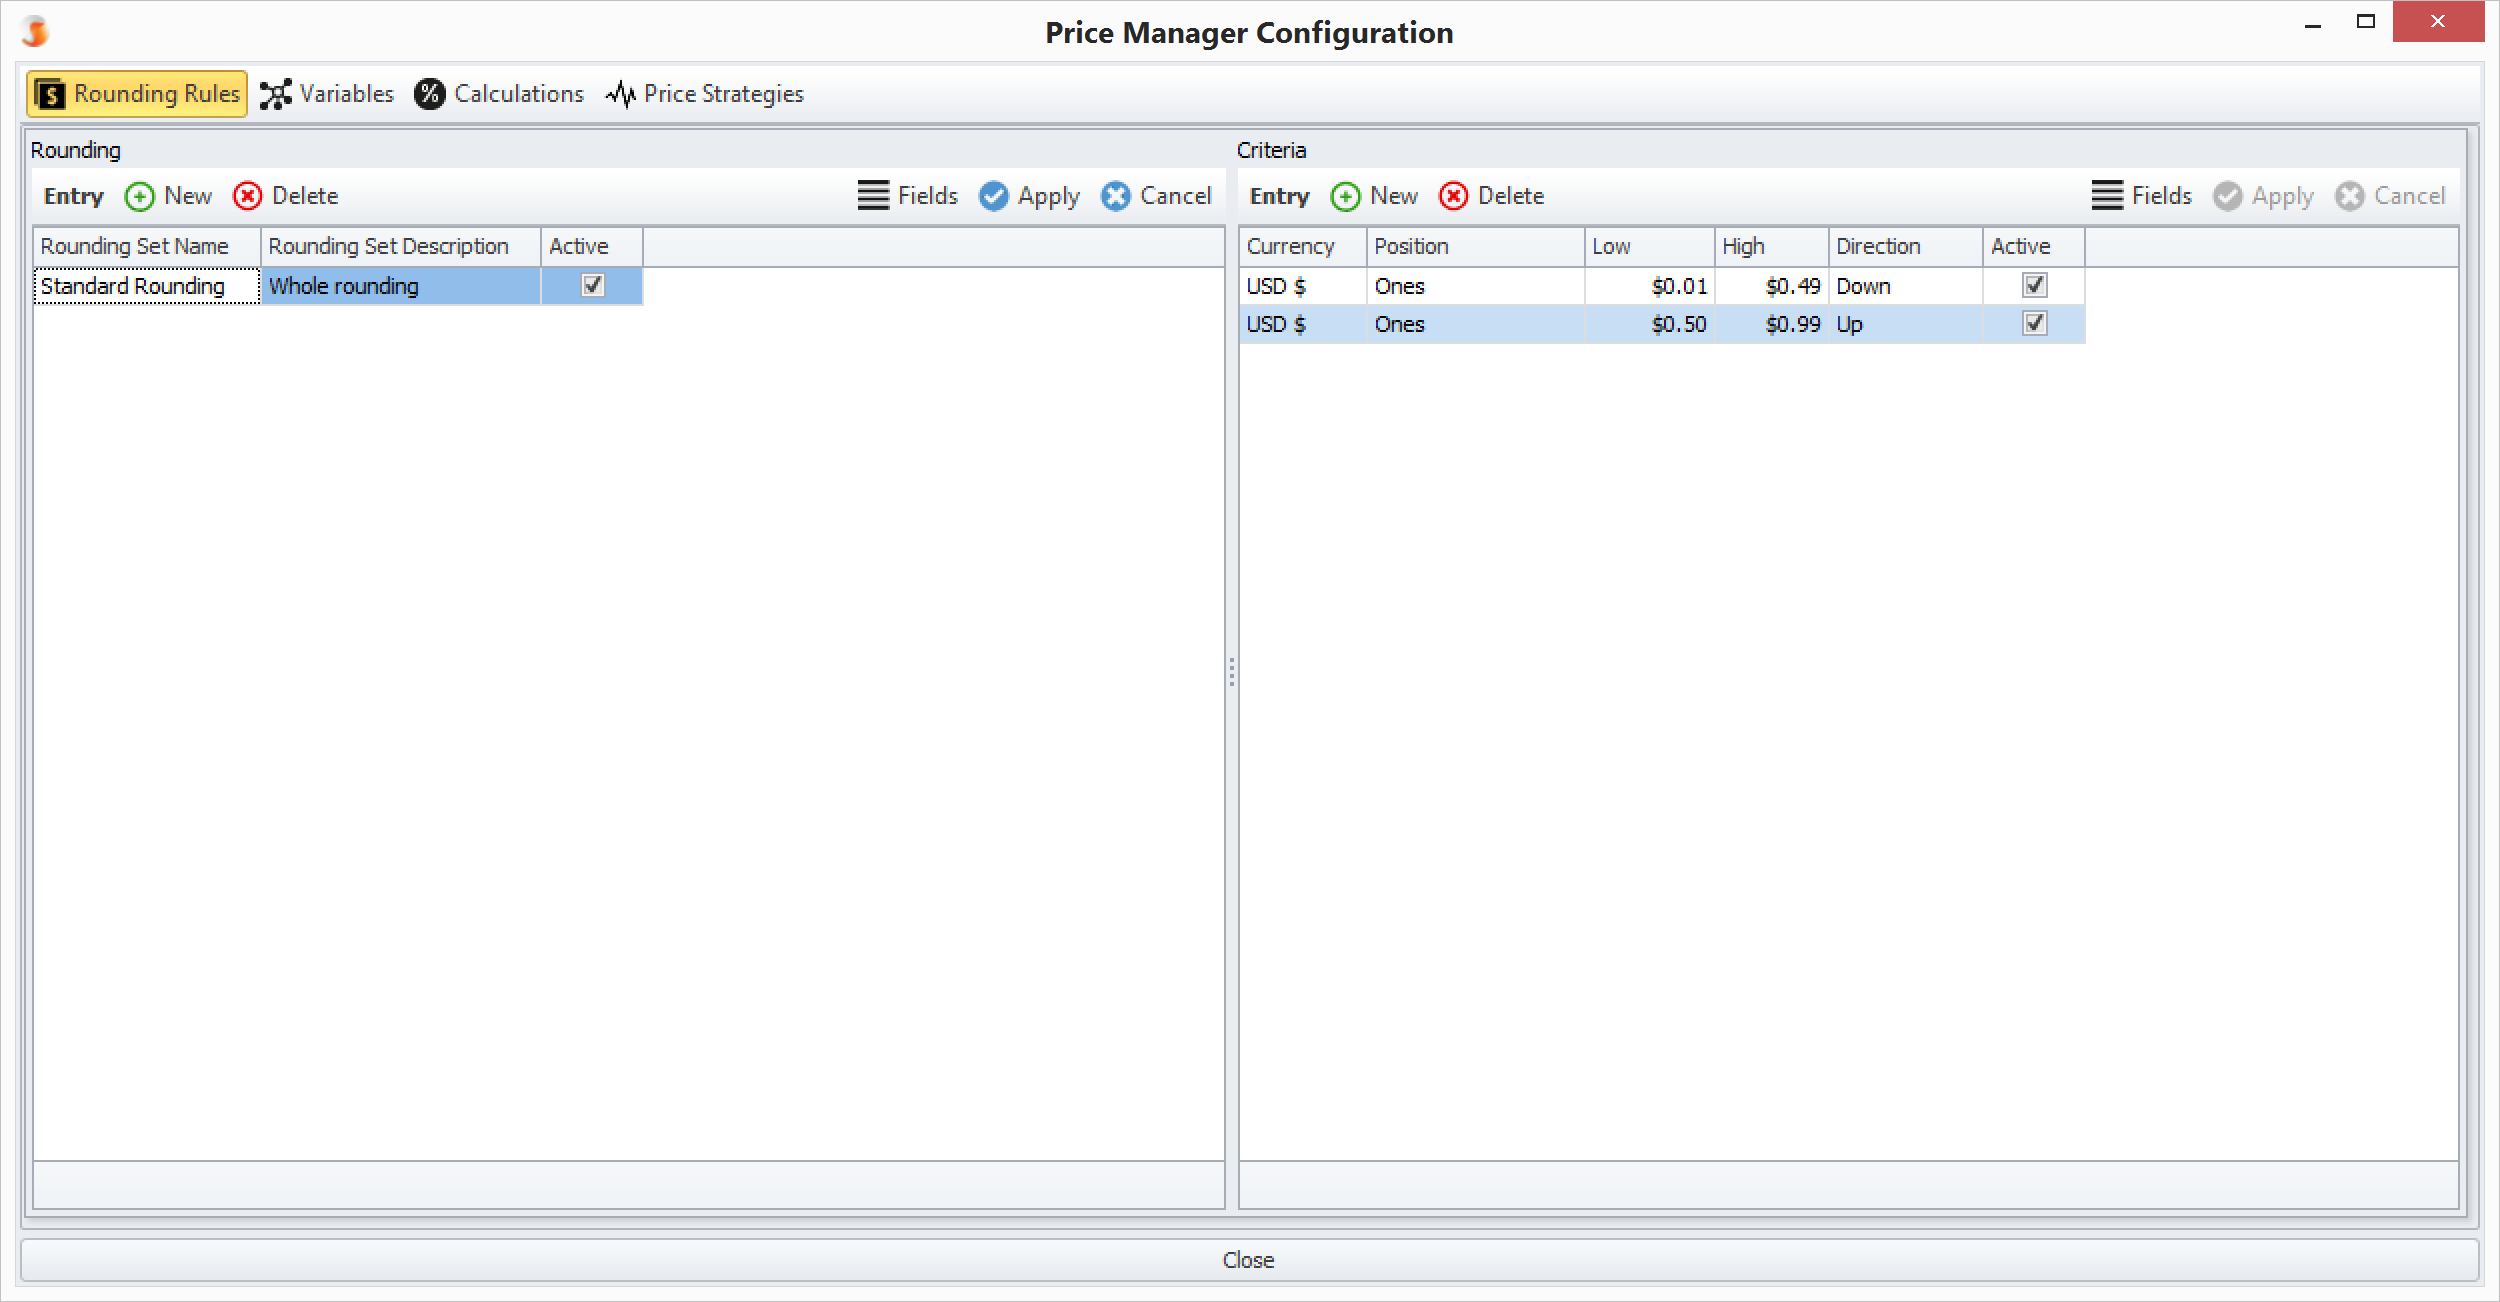 Price Manager Configuration
Rounding Rules Variables Calculations Price Strategies
Rounding
Entry New Delete Fields Apply Cancel
Rounding Set Name Rounding Set Description Active
Standard Rounding Whole rounding
Criteria
Entry New Delete Fields Apply Cancel
Currency Position Low High Direction Active
USD $ Ones $0.01 $0.49 Down
USD $ Ones $0.50 $0.99 Up
Close